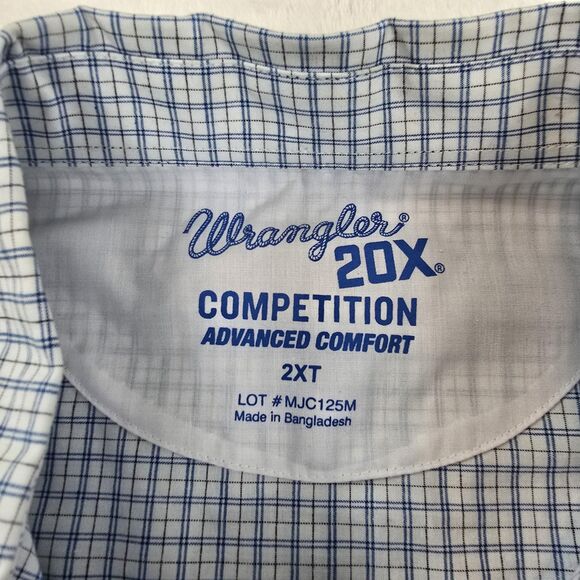 Wrangler®
20X®
COMPETITION
ADVANCED COMFORT
2XT
LOT #MJC125M
Made in Bangladesh